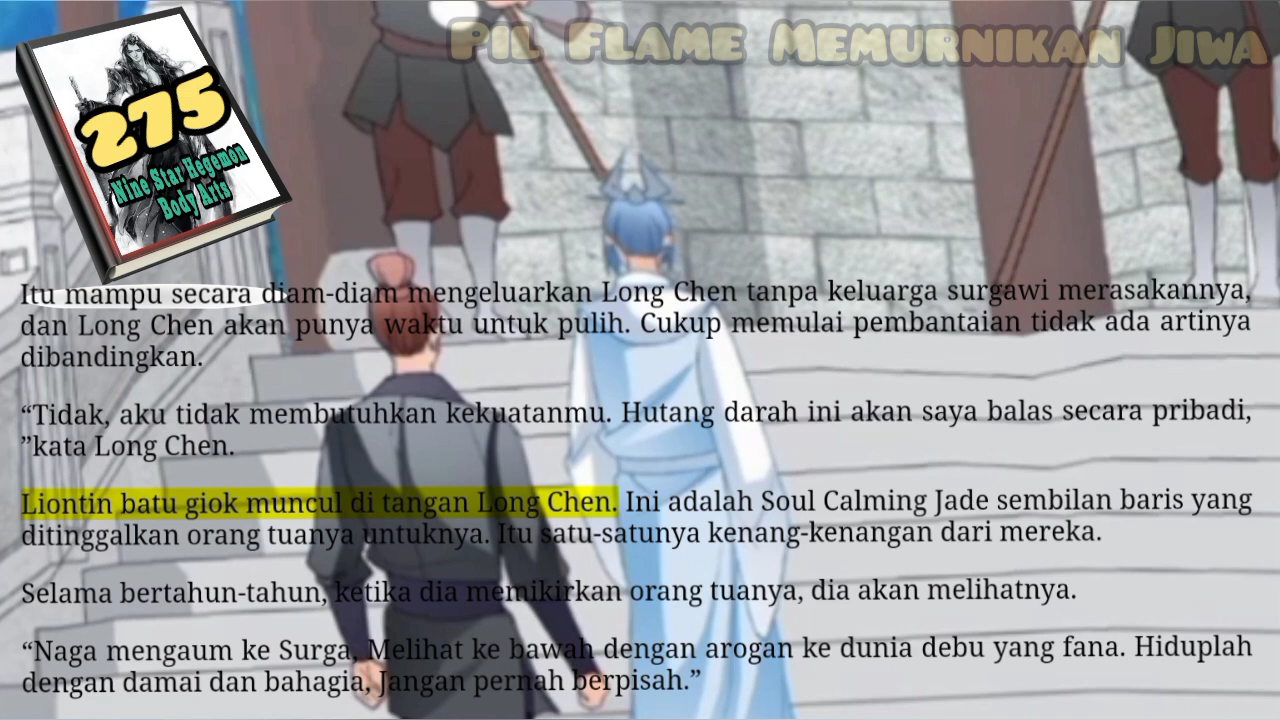 Pil Flame Memurnikan Jiwa
275
Nine Star Hegemon
Body Arts
Itu mampu secara diam-diam mengeluarkan Long Chen tanpa keluarga surgawi merasakannya,
dan Long Chen akan punya waktu untuk pulih. Cukup memulai pembantaian tidak ada artinya
dibandingkan.
“Tidak, aku tidak membutuhkan kekuatanmu. Hutang darah ini akan saya balas secara pribadi,
”kata Long Chen.
Liontin batu giok muncul di tangan Long Chen. Ini adalah Soul Calming Jade sembilan baris yang
ditinggalkan orang tuanya untuknya. Itu satu-satunya kenang-kenangan dari mereka.
Selama bertahun-tahun, ketika dia memikirkan orang tuanya, dia akan melihatnya.
“Naga mengaum ke Surga, Melihat ke bawah dengan arogan ke dunia debu yang fana. Hiduplah
dengan damai dan bahagia, Jangan pernah berpisah.”